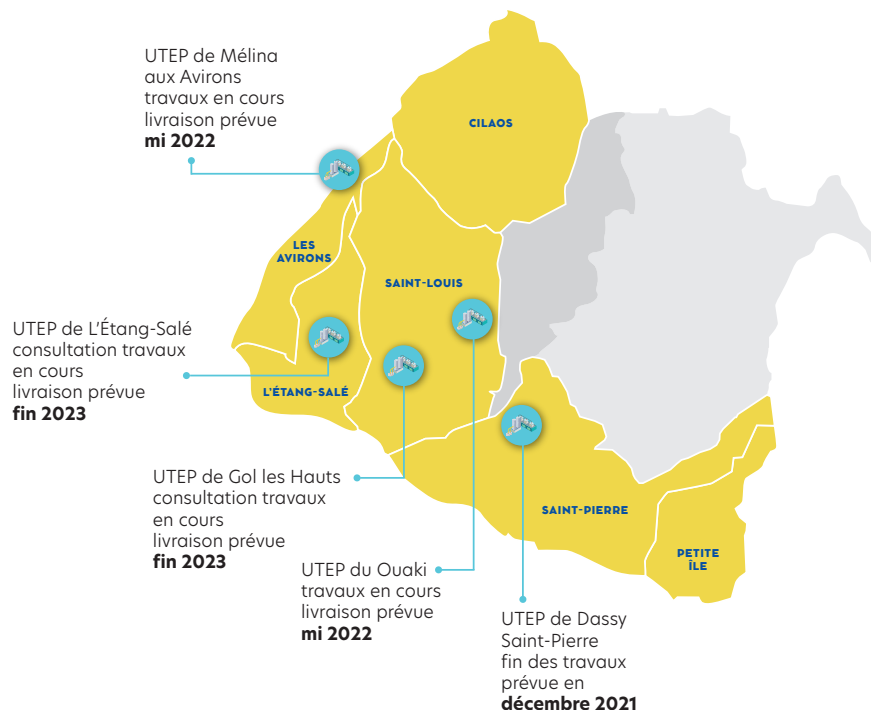 UTEP de Mélina
aux Avirons
travaux en cours
livraison prévue
mi 2022
CILAOS
LES
AVIRONS
SAINT-LOUIS
UTEP de L'Étang-Salé
consultation travaux
en cours
livraison prévue
fin 2023
L'ÉTANG-SALÉ
UTEP de Gol les Hauts
consultation travaux
en cours
livraison prévue
fin 2023
SAINT-PIERRE
PETITE
ÎLE
UTEP du Ouaki
travaux en cours
livraison prévue
mi 2022
UTEP de Dassy
Saint-Pierre
fin des travaux
prévue en
décembre 2021